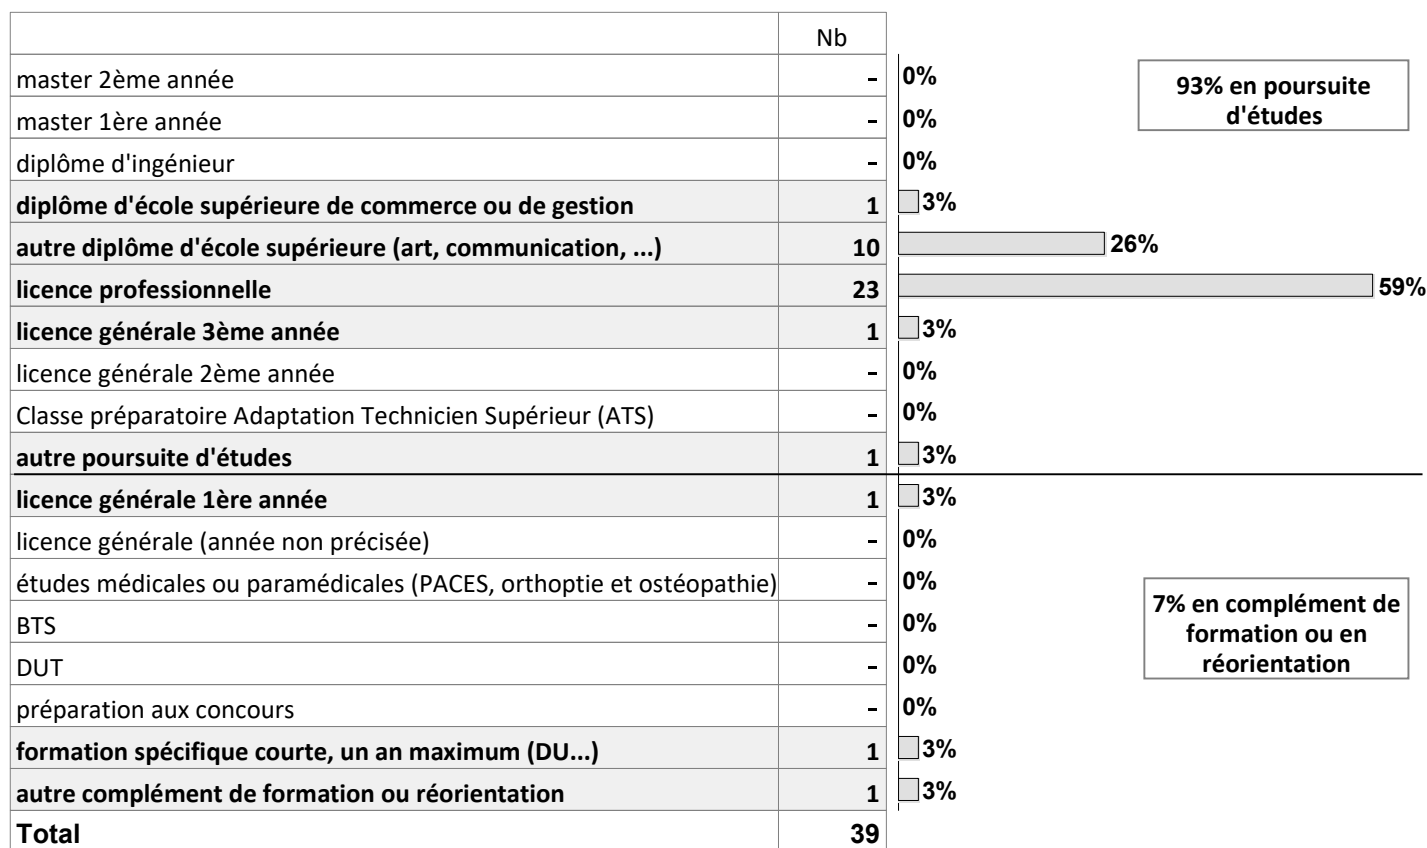 Nb
master 2ème année - 0%
93% en poursuite
d'études
master 1ère année - 0%
diplôme d'ingénieur - 0%
diplôme d'école supérieure de commerce ou de gestion 1 3%
autre diplôme d'école supérieure (art, communication, ...) 10 26%
licence professionnelle 23 59%
licence générale 3ème année 1 3%
licence générale 2ème année - 0%
Classe préparatoire Adaptation Technicien Supérieur (ATS) - 0%
autre poursuite d'études 1 3%
licence générale 1ère année 1 3%
licence générale (année non précisée) - 0%
études médicales ou paramédicales (PACES, orthoptie et ostéopathie) - 0%
7% en complément de
formation ou en
réorientation
BTS - 0%
DUT - 0%
préparation aux concours - 0%
formation spécifique courte, un an maximum (DU...) 1 3%
autre complément de formation ou réorientation 1 3%
Total 39